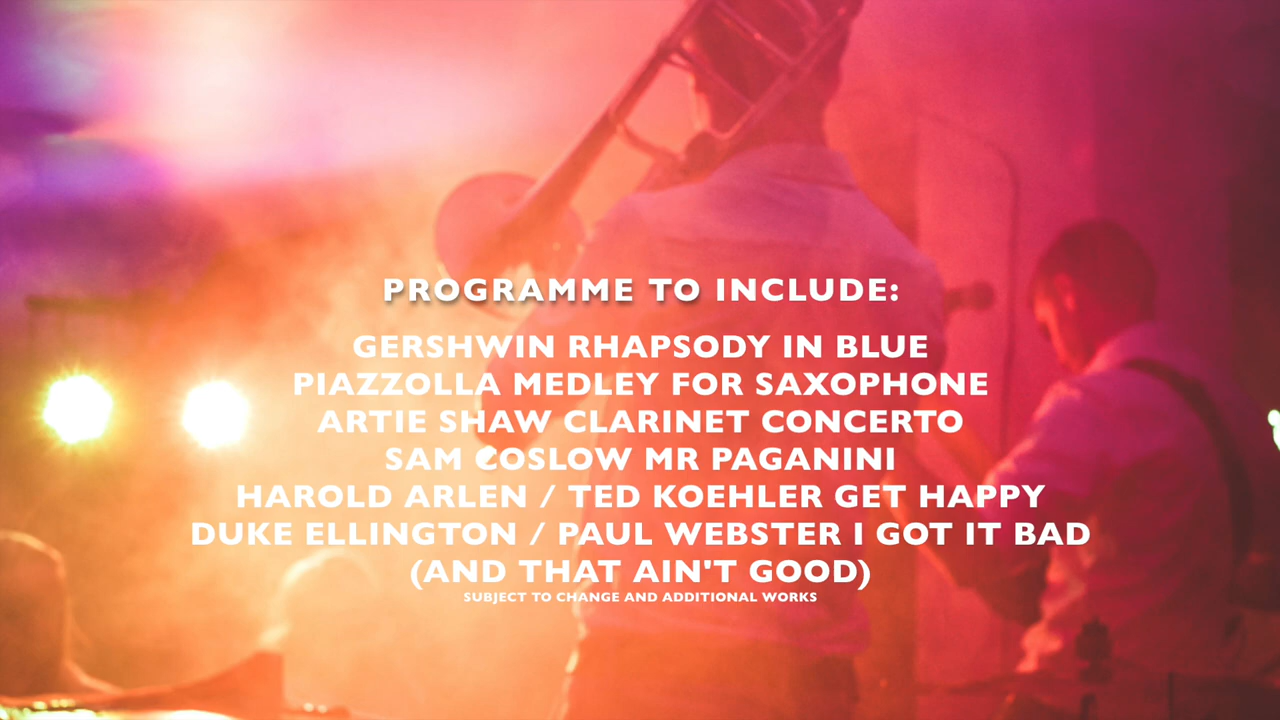 PROGRAMME TO INCLUDE:
GERSHWIN RHAPSODY IN BLUE
PIAZZOLLA MEDLEY FOR SAXOPHONE
ARTIE SHAW CLARINET CONCERTO
SAM COSLOW MR PAGANINI
HAROLD ARLEN / TED KOEHLER GET HAPPY
DUKE ELLINGTON / PAUL WEBSTER I GOT IT BAD
(AND THAT AIN'T GOOD)
SUBJECT TO CHANGE AND ADDITIONAL WORKS